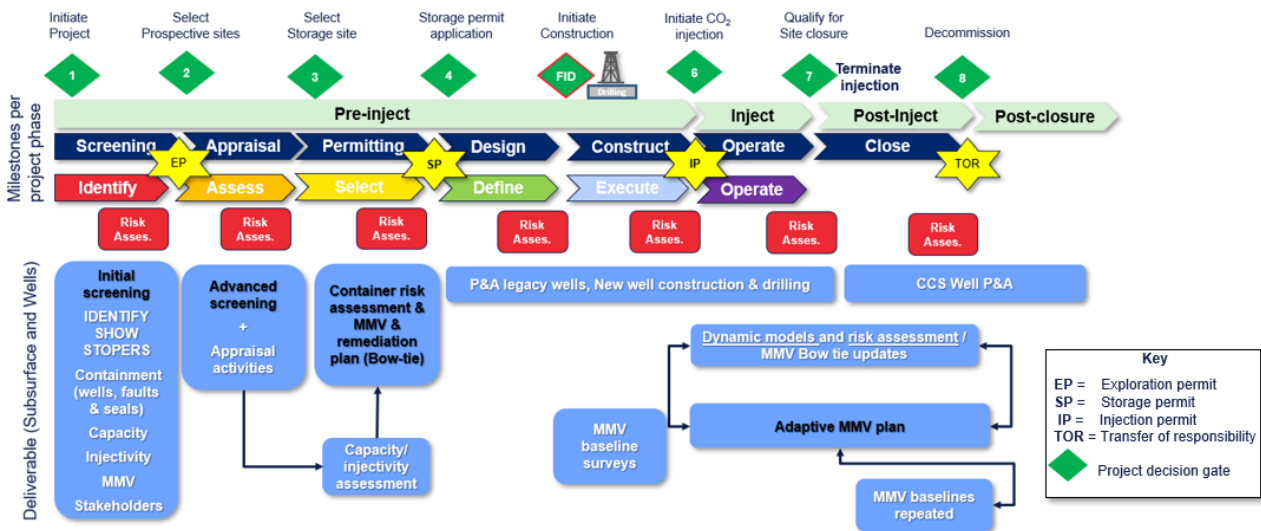 Initiate
Project
Select
Prospective sites
Select
Storage site
Storage permit
application
Initiate
Construction
Initiate CO₂
injection
Qualify for
Site closure
Decommission
1
2
3
4
FID
Drilling
6
7
Terminate
injection
8
Milestones per
project phase
Pre-inject
Inject
Post-Inject
Post-closure
Screening
EP
Appraisal
Permitting
SP
Design
Construct
IP
Operate
Close
TOR
Identify
Assess
Select
Define
Execute
Operate
Risk
Asses.
Risk
Asses.
Risk
Asses.
Risk
Asses.
Risk
Asses.
Risk
Asses.
Risk
Asses.
Deliverable (Subsurface and Wells)
Initial
screening
IDENTIFY
SHOW
STOPERS
Containment
(wells, faults
& seals)
Capacity
Injectivity
MMV
Stakeholders
Advanced
screening
+
Appraisal
activities
Container risk
assessment &
MMV &
remediation
plan (Bow-tie)
Capacity/
injectivity
assessment
P&A legacy wells, New well construction & drilling
CCS Well P&A
Dynamic models and risk assessment /
MMV Bow tie updates
MMV
baseline
surveys
Adaptive MMV plan
MMV baselines
repeated
Key
EP = Exploration permit
SP = Storage permit
IP = Injection permit
TOR = Transfer of responsibility
Project decision gate